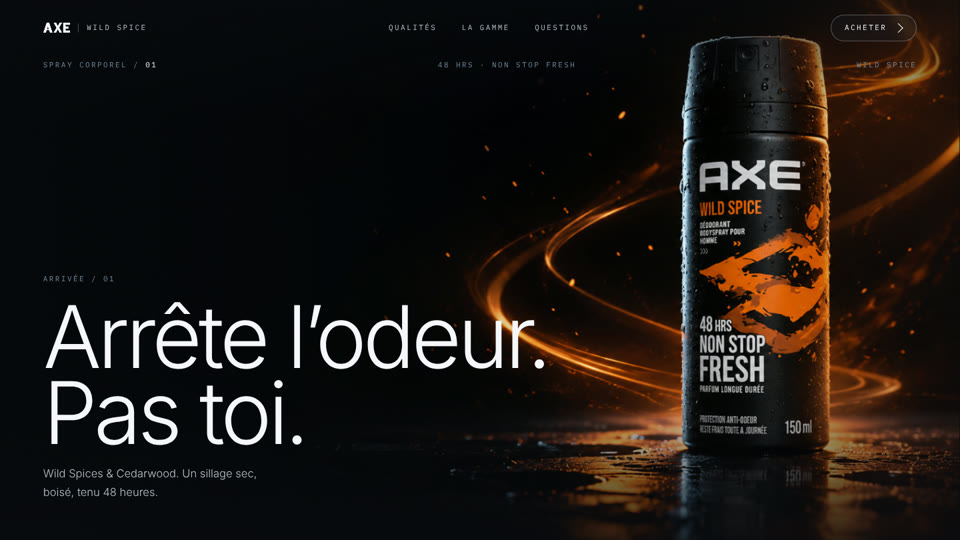 AXE | WILD SPICE
QUALITÉS
LA GAMME
QUESTIONS
ACHETER
SPRAY CORPOREL / 01
48 HRS · NON STOP FRESH
WILD SPICE
AXE
WILD SPICE
DÉODORANT
BODYSPRAY POUR
HOMME
48 HRS
NON STOP
FRESH
PARFUM LONGUE DURÉE
PROTECTION ANTI-ODEUR
RESTE FRAIS TOUTE A JOURNÉE
150 ml
ARRIVÉE / 01
Arrête l’odeur.
Pas toi.
Wild Spices & Cedarwood. Un sillage sec,
boisé, tenu 48 heures.